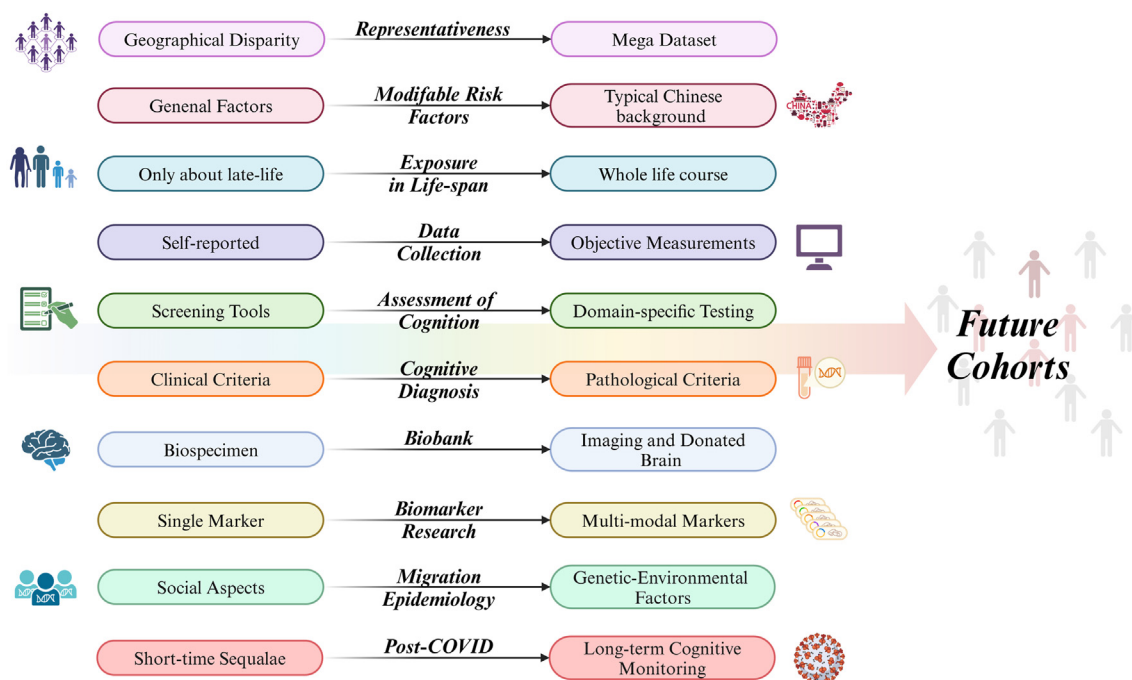 Geographical Disparity
Representativeness
Mega Dataset
Genenal Factors
Modifable Risk
Factors
Typical Chinese
background
CHINA
Only about late-life
Exposure
in Life-span
Whole life course
Self-reported
Data
Collection
Objective Measurements
Screening Tools
Assessment of
Cognition
Domain-specific Testing
Clinical Criteria
Cognitive
Diagnosis
Pathological Criteria
Biospecimen
Biobank
Imaging and Donated
Brain
Single Marker
Biomarker
Research
Multi-modal Markers
Social Aspects
Migration
Epidemiology
Genetic-Environmental
Factors
Short-time Sequalae
Post-COVID
Long-term Cognitive
Monitoring
Future
Cohorts